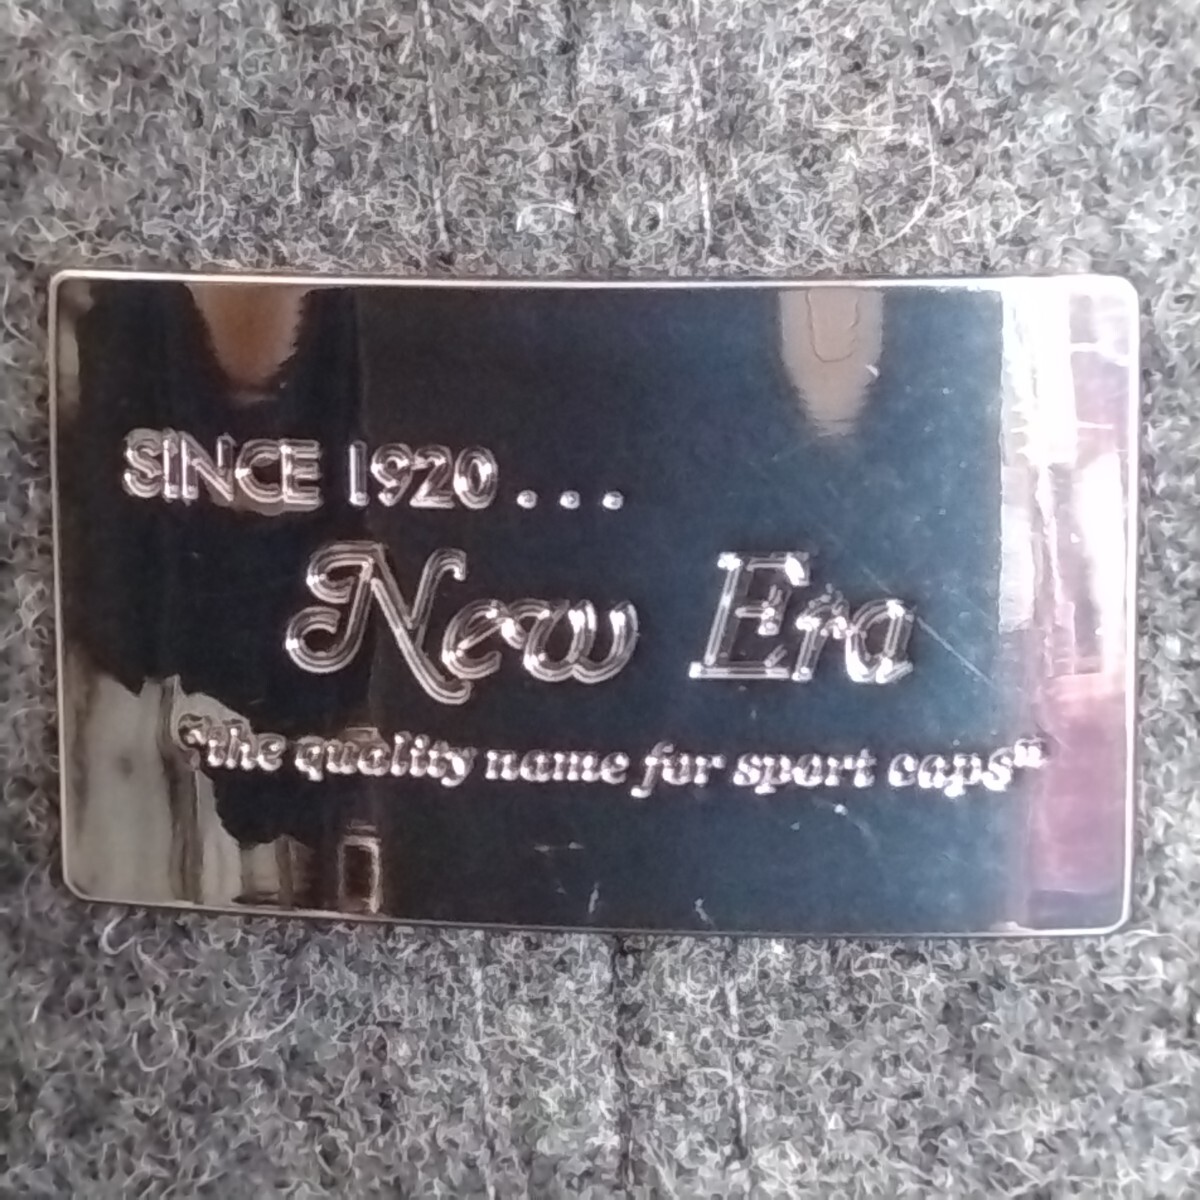 SINCE 1920...
New Era
"the quality name for sport caps"